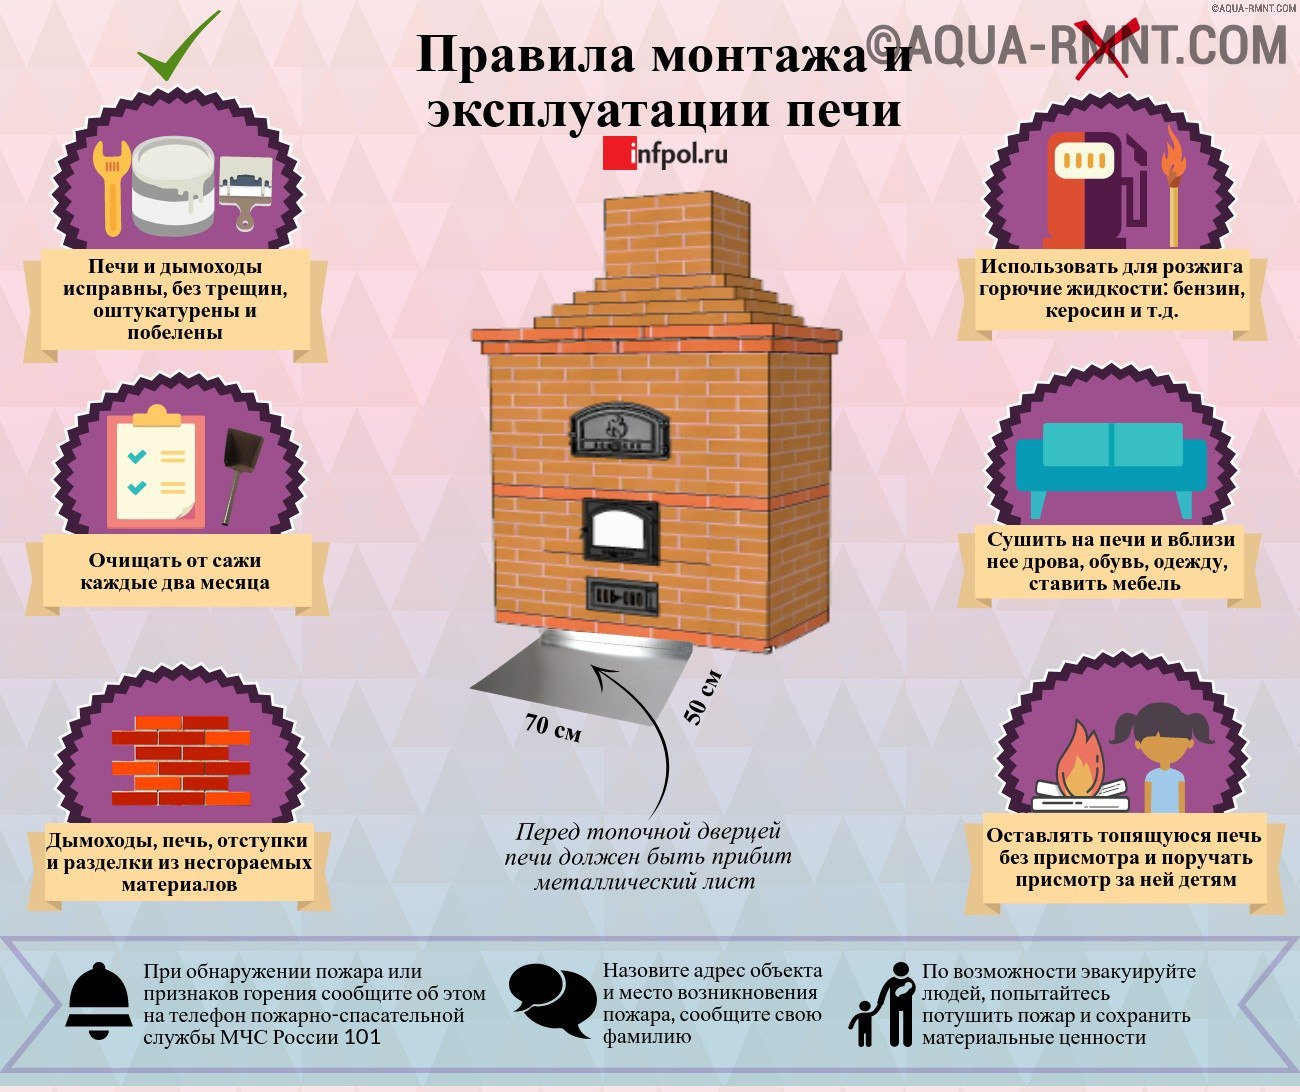 ©AQUA-RMNT.COM
©AQUA-RMNT.COM
Правила монтажа и
эксплуатации печи
infpol.ru
Печи и дымоходы
исправны, без трещин,
оштукатурены и
побелены
Очищать от сажи
каждые два месяца
Дымоходы, печь, отступки
и разделки из несгораемых
материалов
Использовать для розжига
горючие жидкости: бензин,
керосин и т.д.
Сушить на печи и вблизи
нее дрова, обувь, одежду,
ставить мебель
Оставлять топящуюся печь
без присмотра и поручать
присмотр за ней детям
70 см
50 см
Перед топочной дверцей
печи должен быть прибит
металлический лист
При обнаружении пожара или
признаков горения сообщите об этом
на телефон пожарно-спасательной
службы МЧС России 101
Назовите адрес объекта
и место возникновения
пожара, сообщите свою
фамилию
По возможности эвакуируйте
людей, попытайтесь
потушить пожар и сохранить
материальные ценности